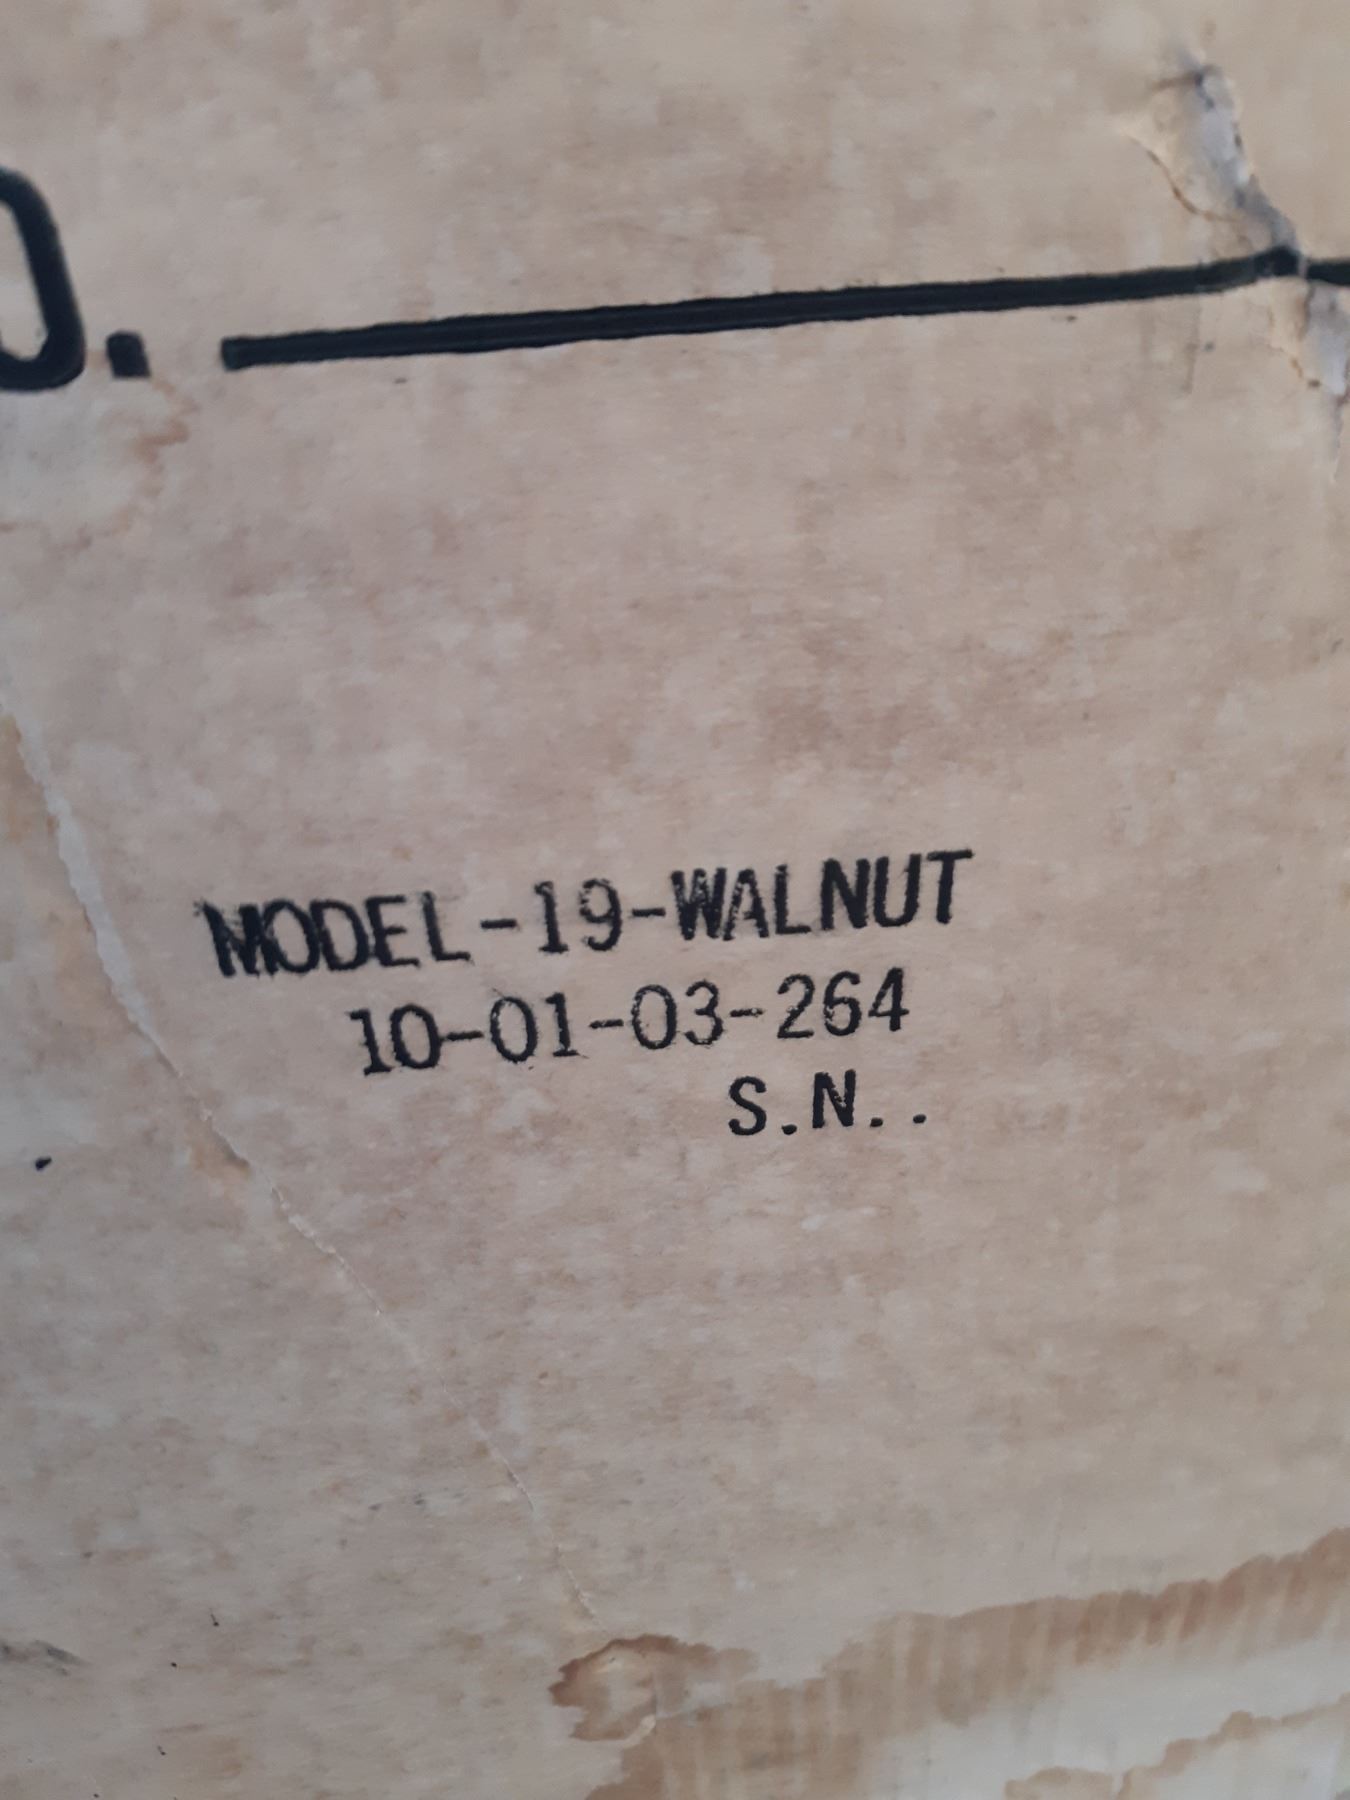 O.
MODEL-19-WALNUT
10-01-03-264
S.N..